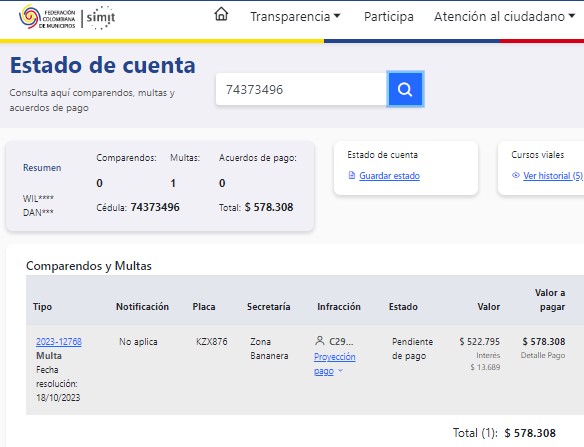 FEDERACIÓN
COLOMBIANA
DE MUNICIPIOS
simit
Transparencia
Participa
Atención al ciudadano
Estado de cuenta
Consulta aquí comparendos, multas y
acuerdos de pago
74373496
Resumen
WIL****
DAN***
Comparendos:
0
Multas:
1
Acuerdos de pago:
0
Cédula: 74373496
Total: $ 578.308
Estado de cuenta
Guardar estado
Cursos viales
Ver historial (5)
Comparendos y Multas
Tipo
Notificación
Placa
Secretaría
Infracción
Estado
Valor
Valor a
pagar
2023-12768
Multa
Fecha
resolución:
18/10/2023
No aplica
KZX876
Zona
Bananera
C29...
Proyección
pago
Pendiente
de pago
$ 522.795
Interés
$ 13.689
$ 578.308
Detalle Pago
Total (1): $ 578.308